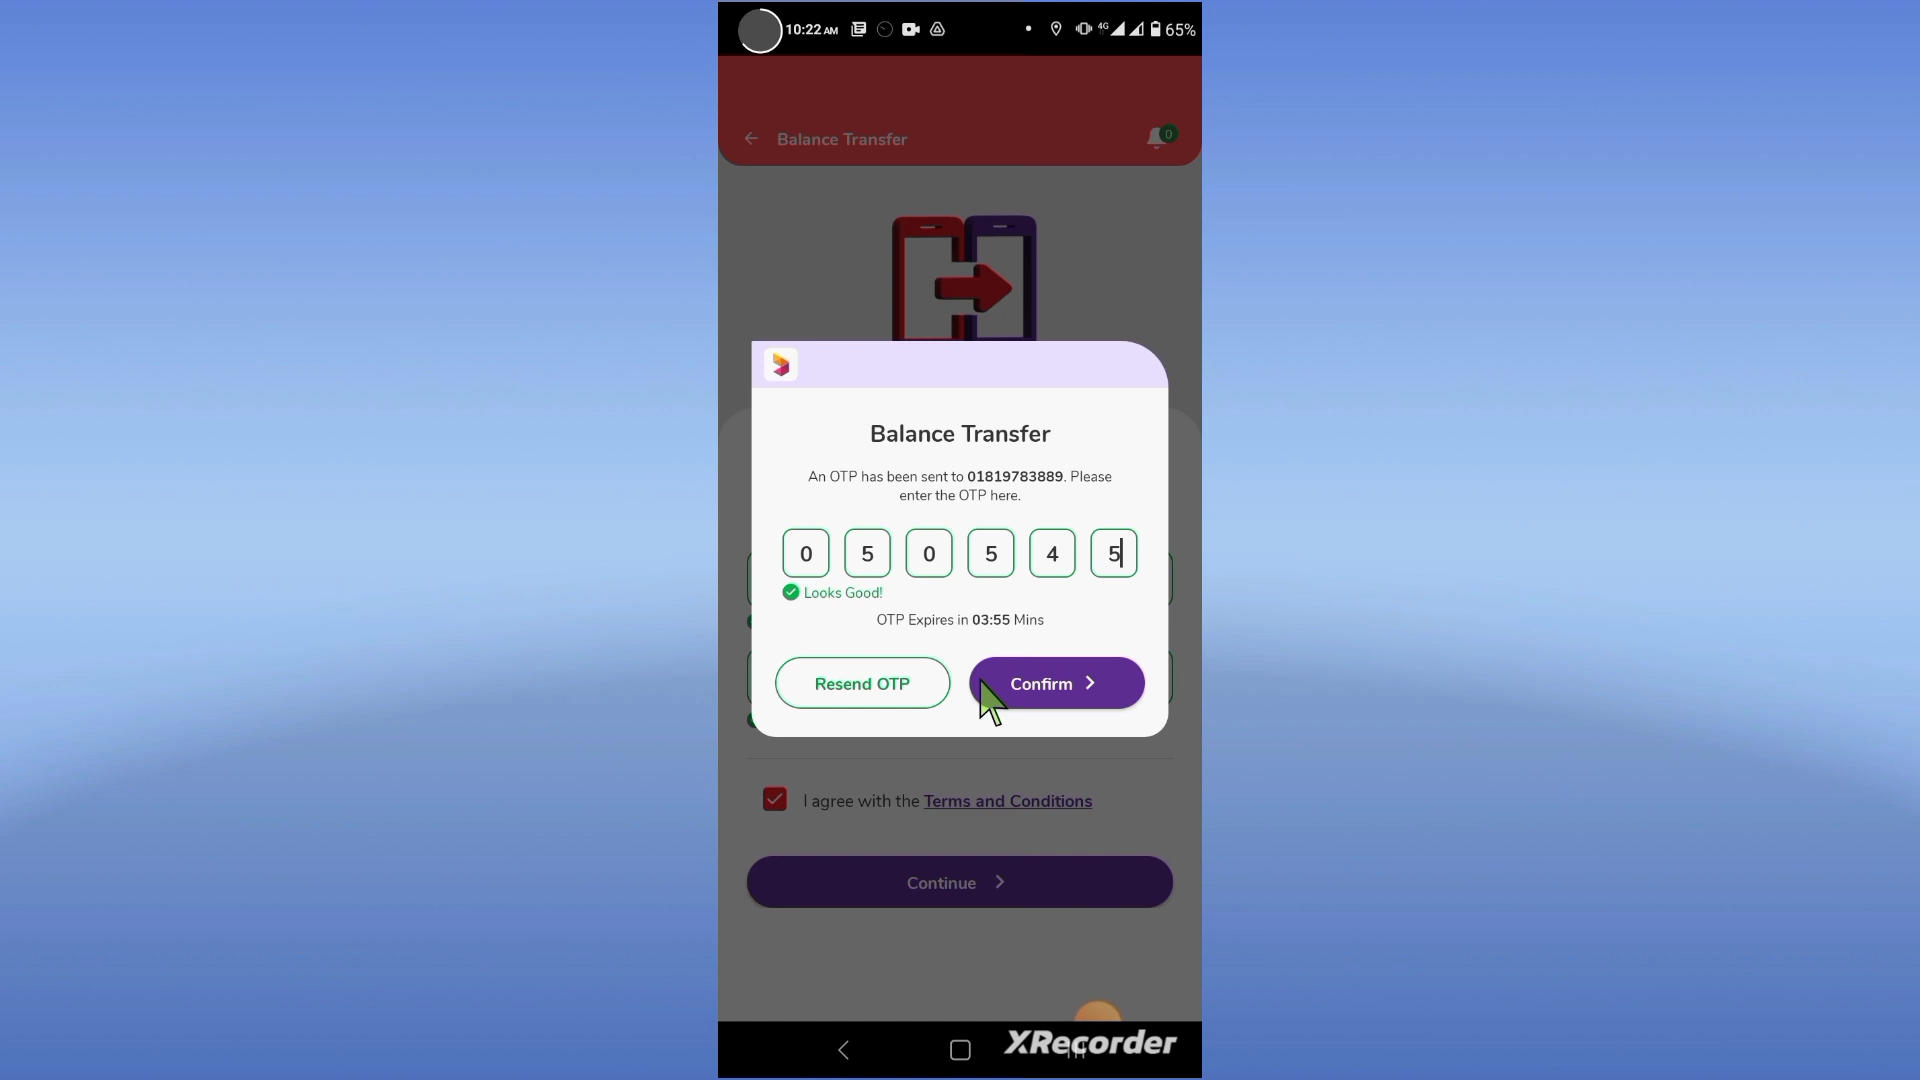 10:22 AM 4G 65%
Balance Transfer 0
Balance Transfer
An OTP has been sent to 01819783889. Please
enter the OTP here.
0 5 0 5 4 5
Looks Good!
OTP Expires in 03:55 Mins
Resend OTP Confirm
I agree with the Terms and Conditions
Continue
XRecorder